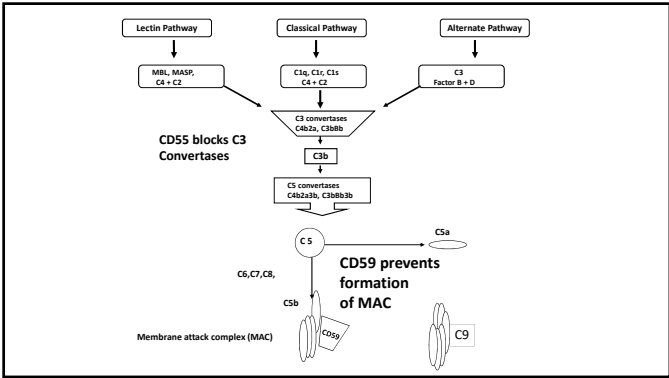 Lectin Pathway
Classical Pathway
Alternate Pathway
MBL, MASP,
C4 + C2
C1q, C1r, C1s
C4 + C2
C3
Factor B + D
C3 convertases
C4b2a, C3bBb
CD55 blocks C3
Convertases
C3b
C5 convertases
C4b2a3b, C3bBb3b
C 5
C5a
CD59 prevents
formation
of MAC
C6,C7,C8,
C5b
CD59
Membrane attack complex (MAC)
C9